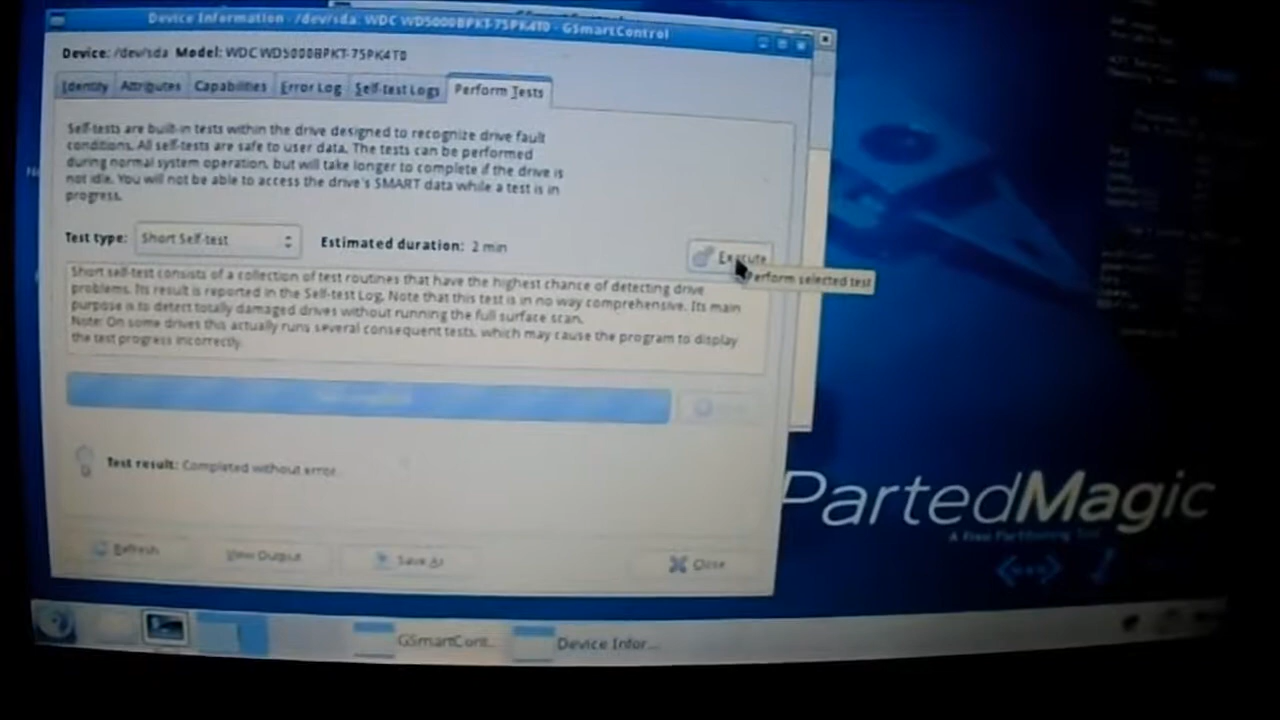 Device Information - /dev/sda: WDC WD5000BPKT-75PK4T0 - GSmartControl
Device: /dev/sda Model: WDC WD5000BPKT-75PK4T0
Identity Attributes Capabilities Error Log Self-test Logs Perform Tests
Self-tests are built-in tests within the drive designed to recognize drive fault
conditions. All self-tests are safe to user data. The tests can be performed
during normal system operation, but will take longer to complete if the drive is
not idle. You will not be able to access the drive's SMART data while a test is in
progress.
Test type: Short Self-test Estimated duration: 2 min
Execute
Perform selected test
Short self-test consists of a collection of test routines that have the highest chance of detecting drive
problems. Its result is reported in the Self-test Log. Note that this test is in no way comprehensive. Its main
purpose is to detect totally damaged drives without running the full surface scan.
Note: On some drives this actually runs several consequent tests, which may cause the program to display
the test progress incorrectly.
Test result: Completed without error.
Refresh View Output Save As Close
PartedMagic
A Free Partitioning
GSmartCont...
Device Infor...